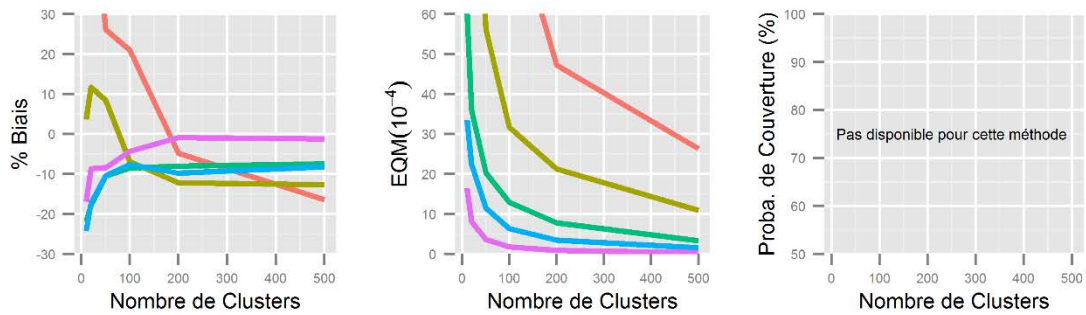 % Biais
30
20
10
0
-10
-20
-30
0 100 200 300 400 500
Nombre de Clusters
EQM(10⁻⁴)
60
50
40
30
20
10
0
0 100 200 300 400 500
Nombre de Clusters
Proba. de Couverture (%)
100
90
80
70
60
50
Pas disponible pour cette méthode
0 100 200 300 400 500
Nombre de Clusters